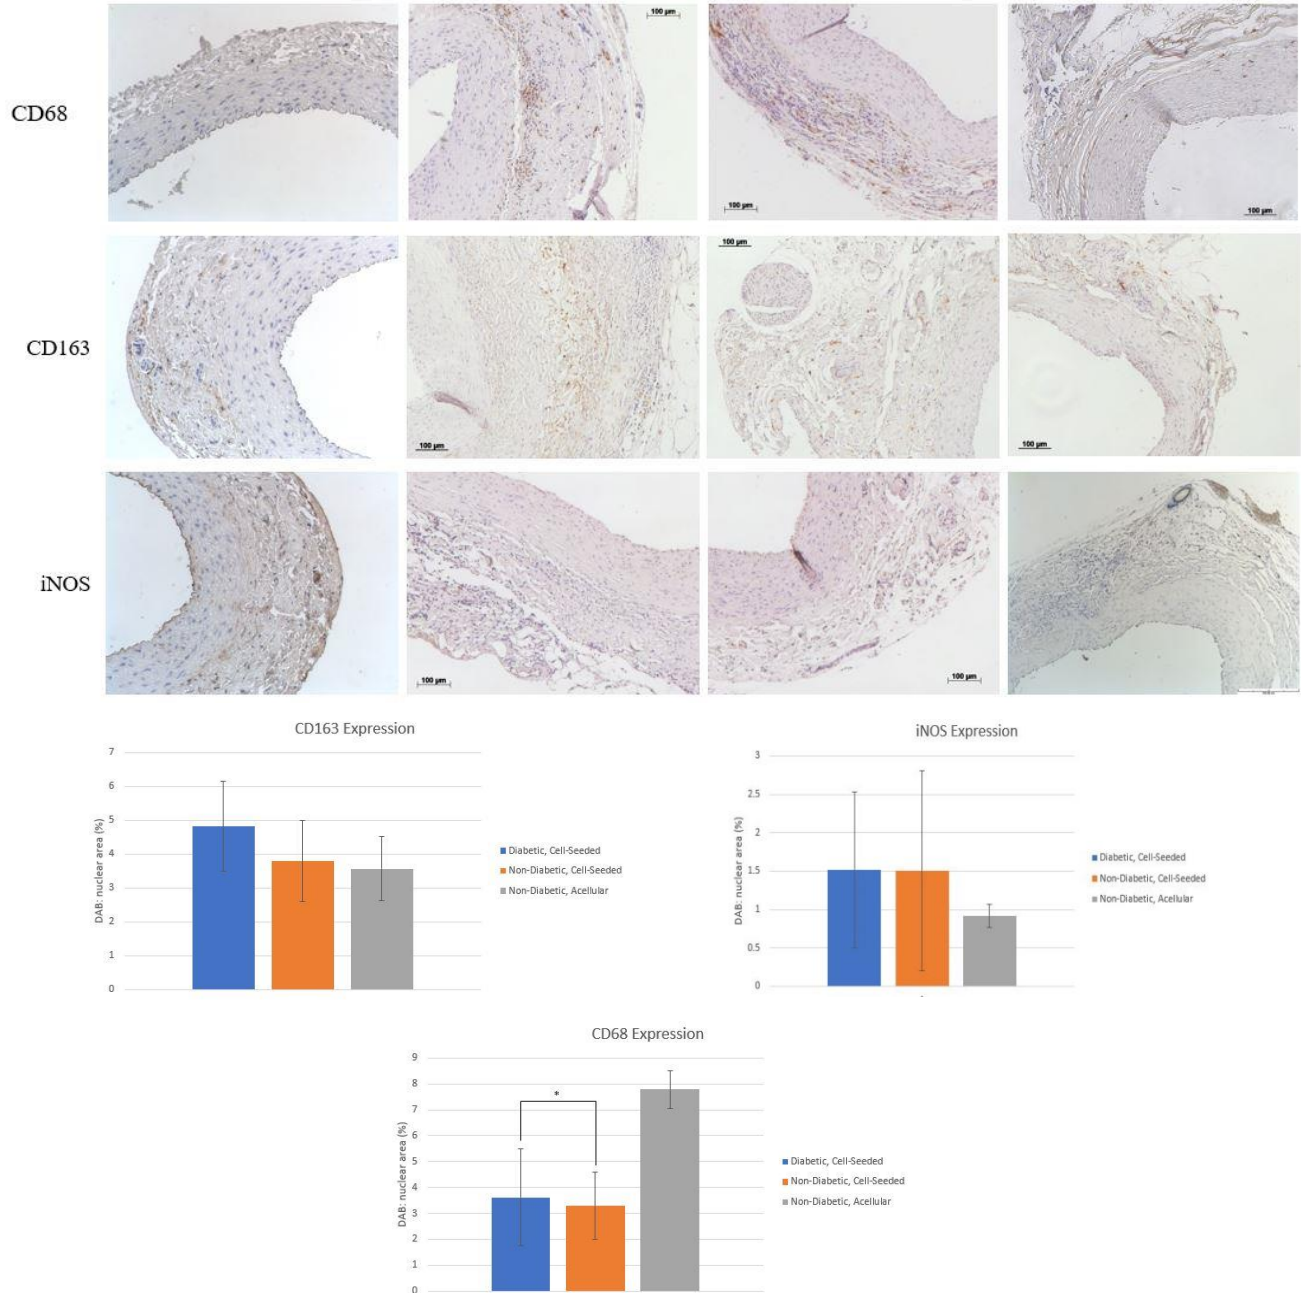 100 µm
CD68
100 µm
100 µm
100 µm
CD163
100 µm
100 µm
iNOS
100 µm
100 µm
CD163 Expression
7
6
5
4
3
2
1
0
DAB: nuclear area (%)
Diabetic, Cell-Seeded
Non-Diabetic, Cell-Seeded
Non-Diabetic, Acellular
iNOS Expression
3
2.5
2
1.5
1
0.5
0
DAB: nuclear area (%)
Diabetic, Cell-Seeded
Non-Diabetic, Cell-Seeded
Non-Diabetic, Acellular
CD68 Expression
9
8
7
6
5
4
3
2
1
0
DAB: nuclear area (%)
*
Diabetic, Cell-Seeded
Non-Diabetic, Cell-Seeded
Non-Diabetic, Acellular